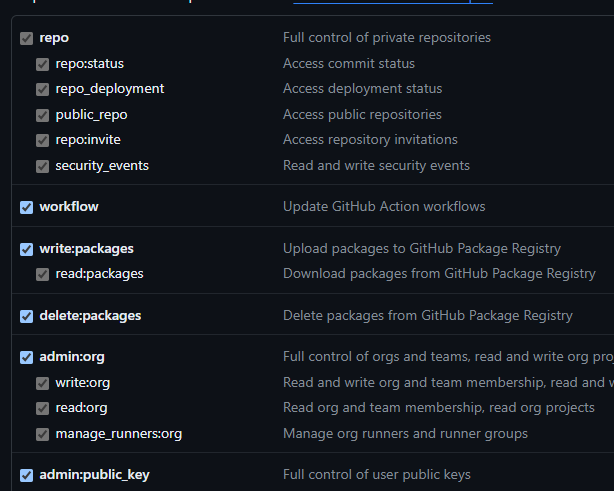 repo Full control of private repositories
repo:status Access commit status
repo_deployment Access deployment status
public_repo Access public repositories
repo:invite Access repository invitations
security_events Read and write security events
workflow Update GitHub Action workflows
write:packages Upload packages to GitHub Package Registry
read:packages Download packages from GitHub Package Registry
delete:packages Delete packages from GitHub Package Registry
admin:org Full control of orgs and teams, read and write org
write:org Read and write org and team membership, read and
read:org Read org and team membership, read org projects
manage_runners:org Manage org runners and runner groups
admin:public_key Full control of user public keys